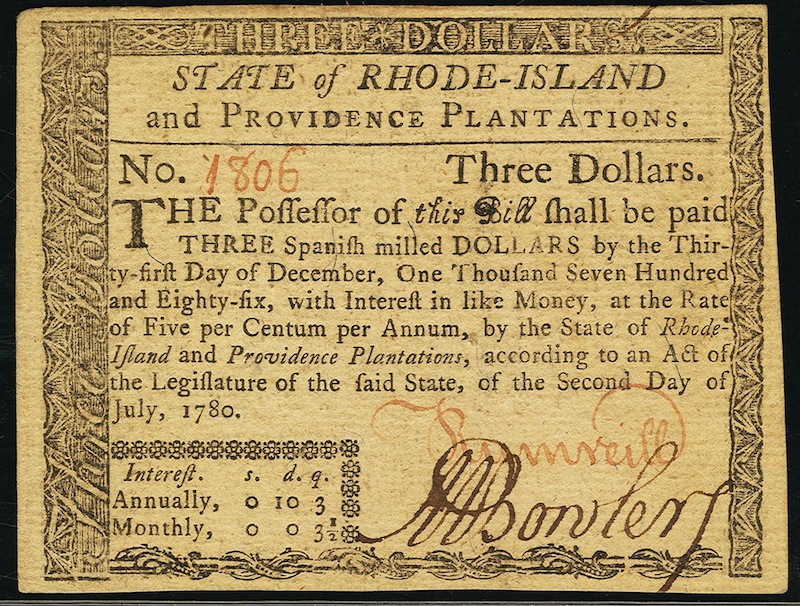 THREE DOLLARS
STATE of RHODE-ISLAND
and PROVIDENCE PLANTATIONS.
No. 1806 Three Dollars.
THE Poſſeſſor of this Bill ſhall be paid
THREE Spaniſh milled DOLLARS by the Thir-
ty-firſt Day of December, One Thouſand Seven Hundred
and Eighty-ſix, with Intereſt in like Money, at the Rate
of Five per Centum per Annum, by the State of Rhode-
Iſland and Providence Plantations, according to an Act of
the Legiſlature of the ſaid State, of the Second Day of
July, 1780.
Intereſt. s. d. q.
Annually, 0 10 3
Monthly, 0 0 3½
Bowler
Three Dollars